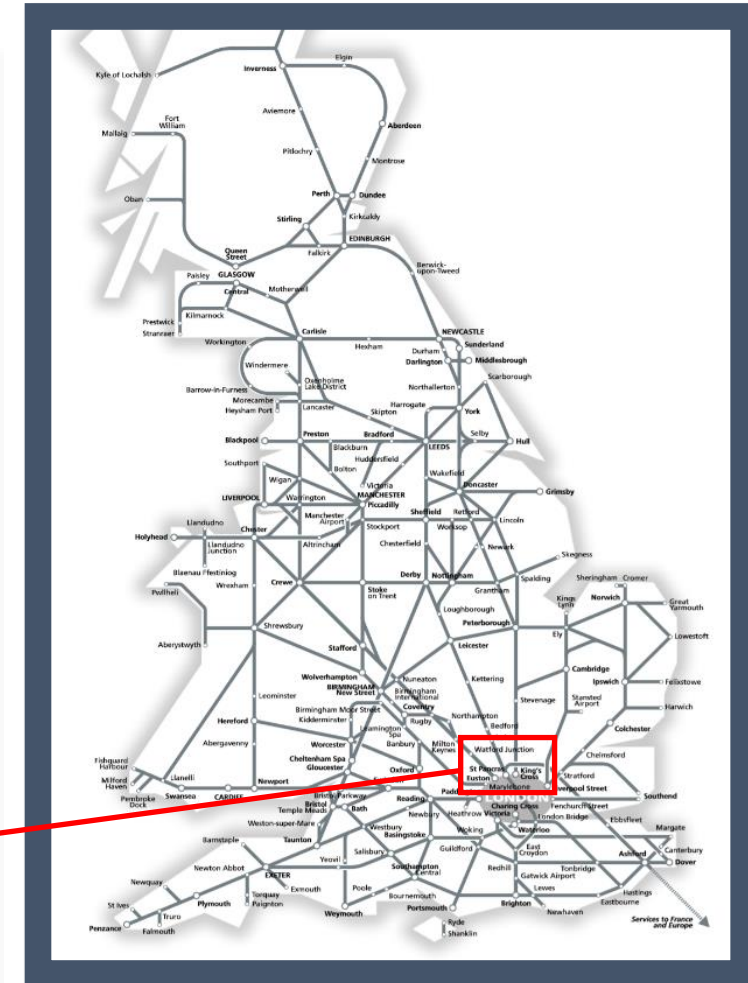 Elgin
Inverness
Kyle of Lochalsh
Aviemore
Fort
William
Mallaig
Aberdeen
Pitlochry
Montrose
Perth
Dundee
Oban
Stirling
Kirkcaldy
EDINBURGH
Falkirk
Queen
Street
GLASGOW
Central
Paisley
Motherwell
Berwick-
upon-Tweed
Kilmarnock
Prestwick
Stranraer
Carlisle
NEWCASTLE
Workington
Hexham
Sunderland
Durham
Darlington
Middlesbrough
Windermere
Oxenholme
Lake District
Scarborough
Barrow-in-Furness
Northallerton
Morecambe
Heysham Port
Lancaster
Harrogate
York
Skipton
Blackpool
Preston
Bradford
Selby
Hull
Blackburn
LEEDS
Huddersfield
Southport
Bolton
Wakefield
Wigan
Victoria
Doncaster
MANCHESTER
Piccadilly
Grimsby
LIVERPOOL
Warrington
Manchester
Airport
Sheffield
Retford
Lincoln
Stockport
Worksop
Llandudno
Holyhead
Chester
Llandudno
Junction
Altrincham
Chesterfield
Newark
Skegness
Blaenau Ffestiniog
Wrexham
Crewe
Stoke
on Trent
Derby
Nottingham
Spalding
Sheringham
Cromer
Pwllheli
Grantham
Kings
Lynn
Norwich
Great
Yarmouth
Loughborough
Peterborough
Shrewsbury
Ely
Lowestoft
Aberystwyth
Stafford
Leicester
Wolverhampton
Cambridge
BIRMINGHAM
New Street
Nuneaton
Kettering
Ipswich
Felixstowe
Birmingham
International
Leominster
Stevenage
Stansted
Airport
Harwich
Birmingham Moor Street
Coventry
Kidderminster
Rugby
Northampton
Hereford
Leamington
Spa
Bedford
Colchester
Worcester
Banbury
Milton
Keynes
Watford Junction
Abergavenny
Chelmsford
Cheltenham Spa
Gloucester
Oxford
St Pancras
King's
Cross
Euston
Stratford
Fishguard
Harbour
Marylebone
Liverpool Street
Llanelli
Newport
Milford
Haven
Pembroke
Dock
Swansea
CARDIFF
Bristol Parkway
Reading
Padd
Southend
Bristol
Temple Meads
Bath
Fenchurch Street
Charing Cross
London Bridge
Ebbsfleet
Newbury
Heathrow
Victoria
Weston-super-Mare
Westbury
Basingstoke
Woking
Waterloo
Margate
Barnstaple
Taunton
Salisbury
Guildford
East
Croydon
Canterbury
Yeovil
Tonbridge
Ashford
Dover
Newton Abbot
EXETER
Southampton
Central
Redhill
Gatwick Airport
Newquay
Exmouth
Poole
Lewes
Hastings
Bournemouth
Eastbourne
St Ives
Plymouth
Torquay
Paignton
Portsmouth
Brighton
Newhaven
Truro
Weymouth
Penzance
Falmouth
Ryde
Shanklin
Services to France
and Europe